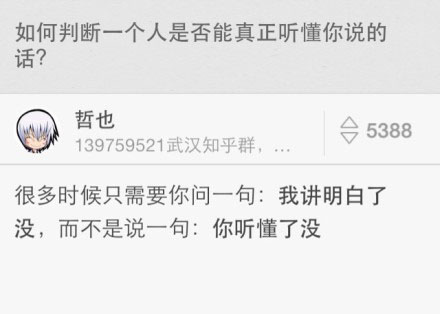 如何判断一个人是否能真正听懂你说的
话?
哲也
5388
139759521武汉知乎群，...
很多时候只需要你问一句：我讲明白了
没，而不是说一句：你听懂了没